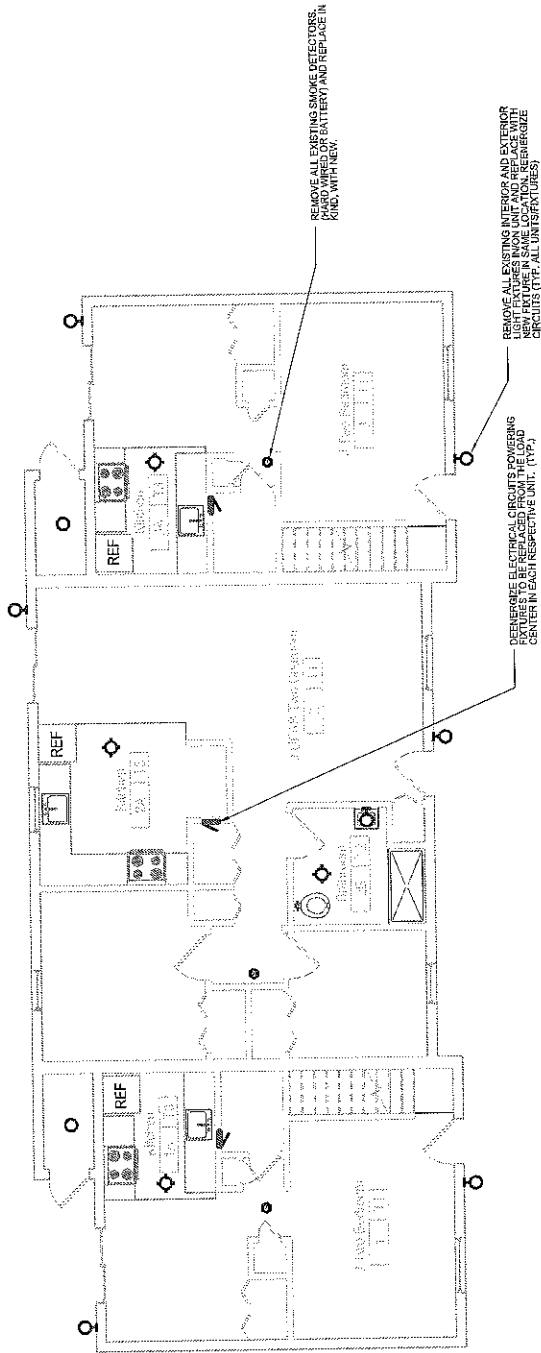 REMOVE ALL EXISTING SMOKE DETECTORS.
(HARD WIRED OR BATTERY) AND REPLACE IN
KIND, WITH NEW.
REMOVE ALL EXISTING INTERIOR AND EXTERIOR
LIGHT FIXTURES IN/ON UNIT AND REPLACE WITH
NEW FIXTURE IN SAME LOCATION. REENERGIZE
CIRCUITS (TYP. ALL UNITS/FIXTURES)
DEENERGIZE ELECTRICAL CIRCUITS POWERING
FIXTURES TO BE REPLACED FROM THE LOAD
CENTER IN EACH RESPECTIVE UNIT. (TYP.)
REF
Kitchen
REF
Kitchen
REF
Kitchen